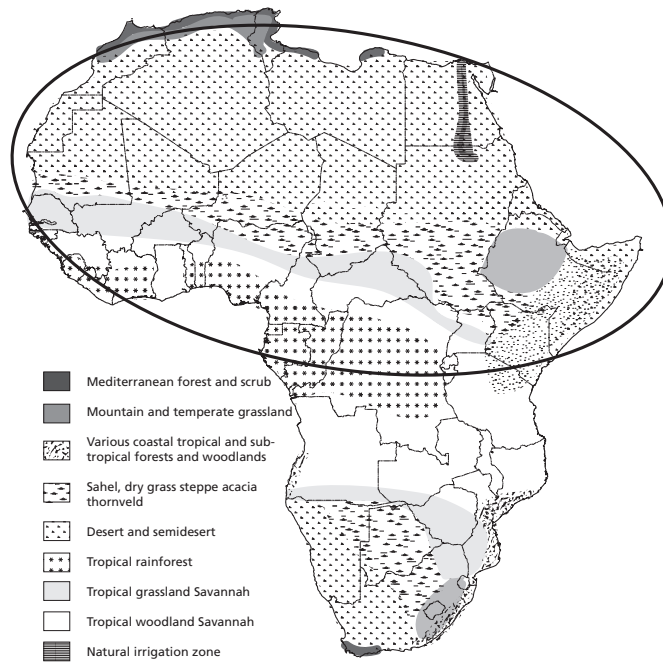 Mediterranean forest and scrub
Mountain and temperate grassland
Various coastal tropical and sub-
tropical forests and woodlands
Sahel, dry grass steppe acacia
thornveld
Desert and semidesert
Tropical rainforest
Tropical grassland Savannah
Tropical woodland Savannah
Natural irrigation zone